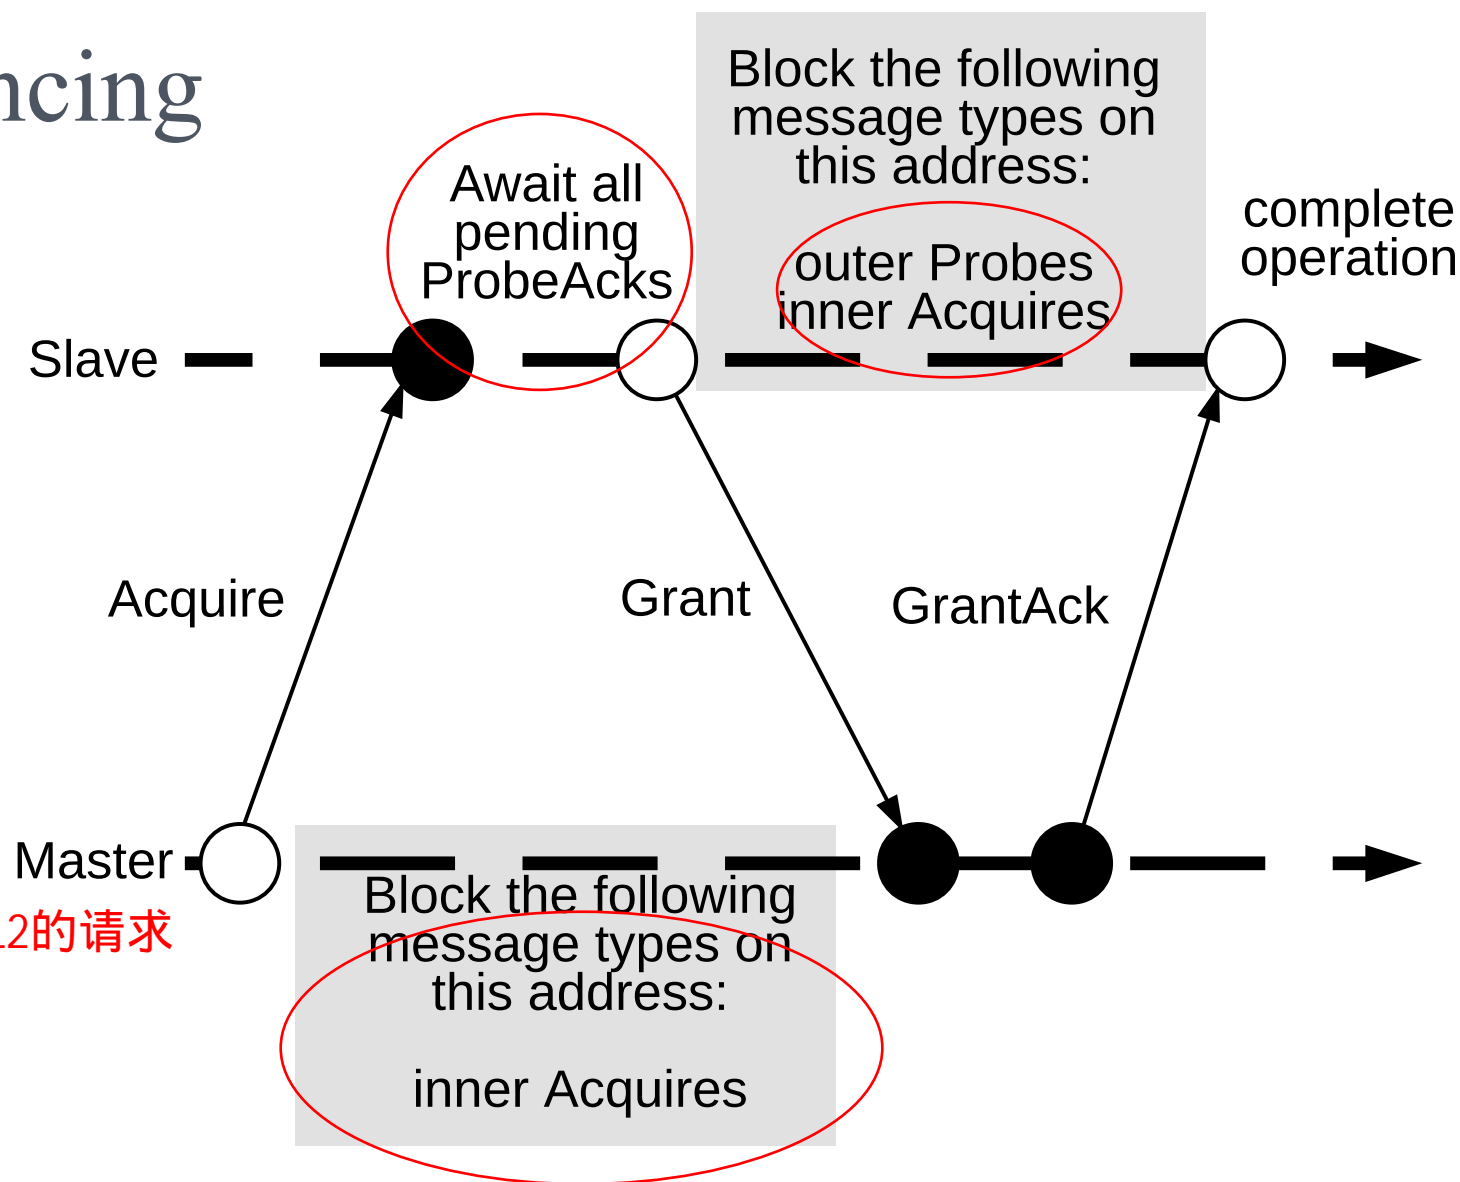 ncing
Block the following
message types on
this address:
outer Probes
inner Acquires
Await all
pending
ProbeAcks
complete
operation
Slave
Acquire
Grant
GrantAck
Master
2的请求
Block the following
message types on
this address:
inner Acquires